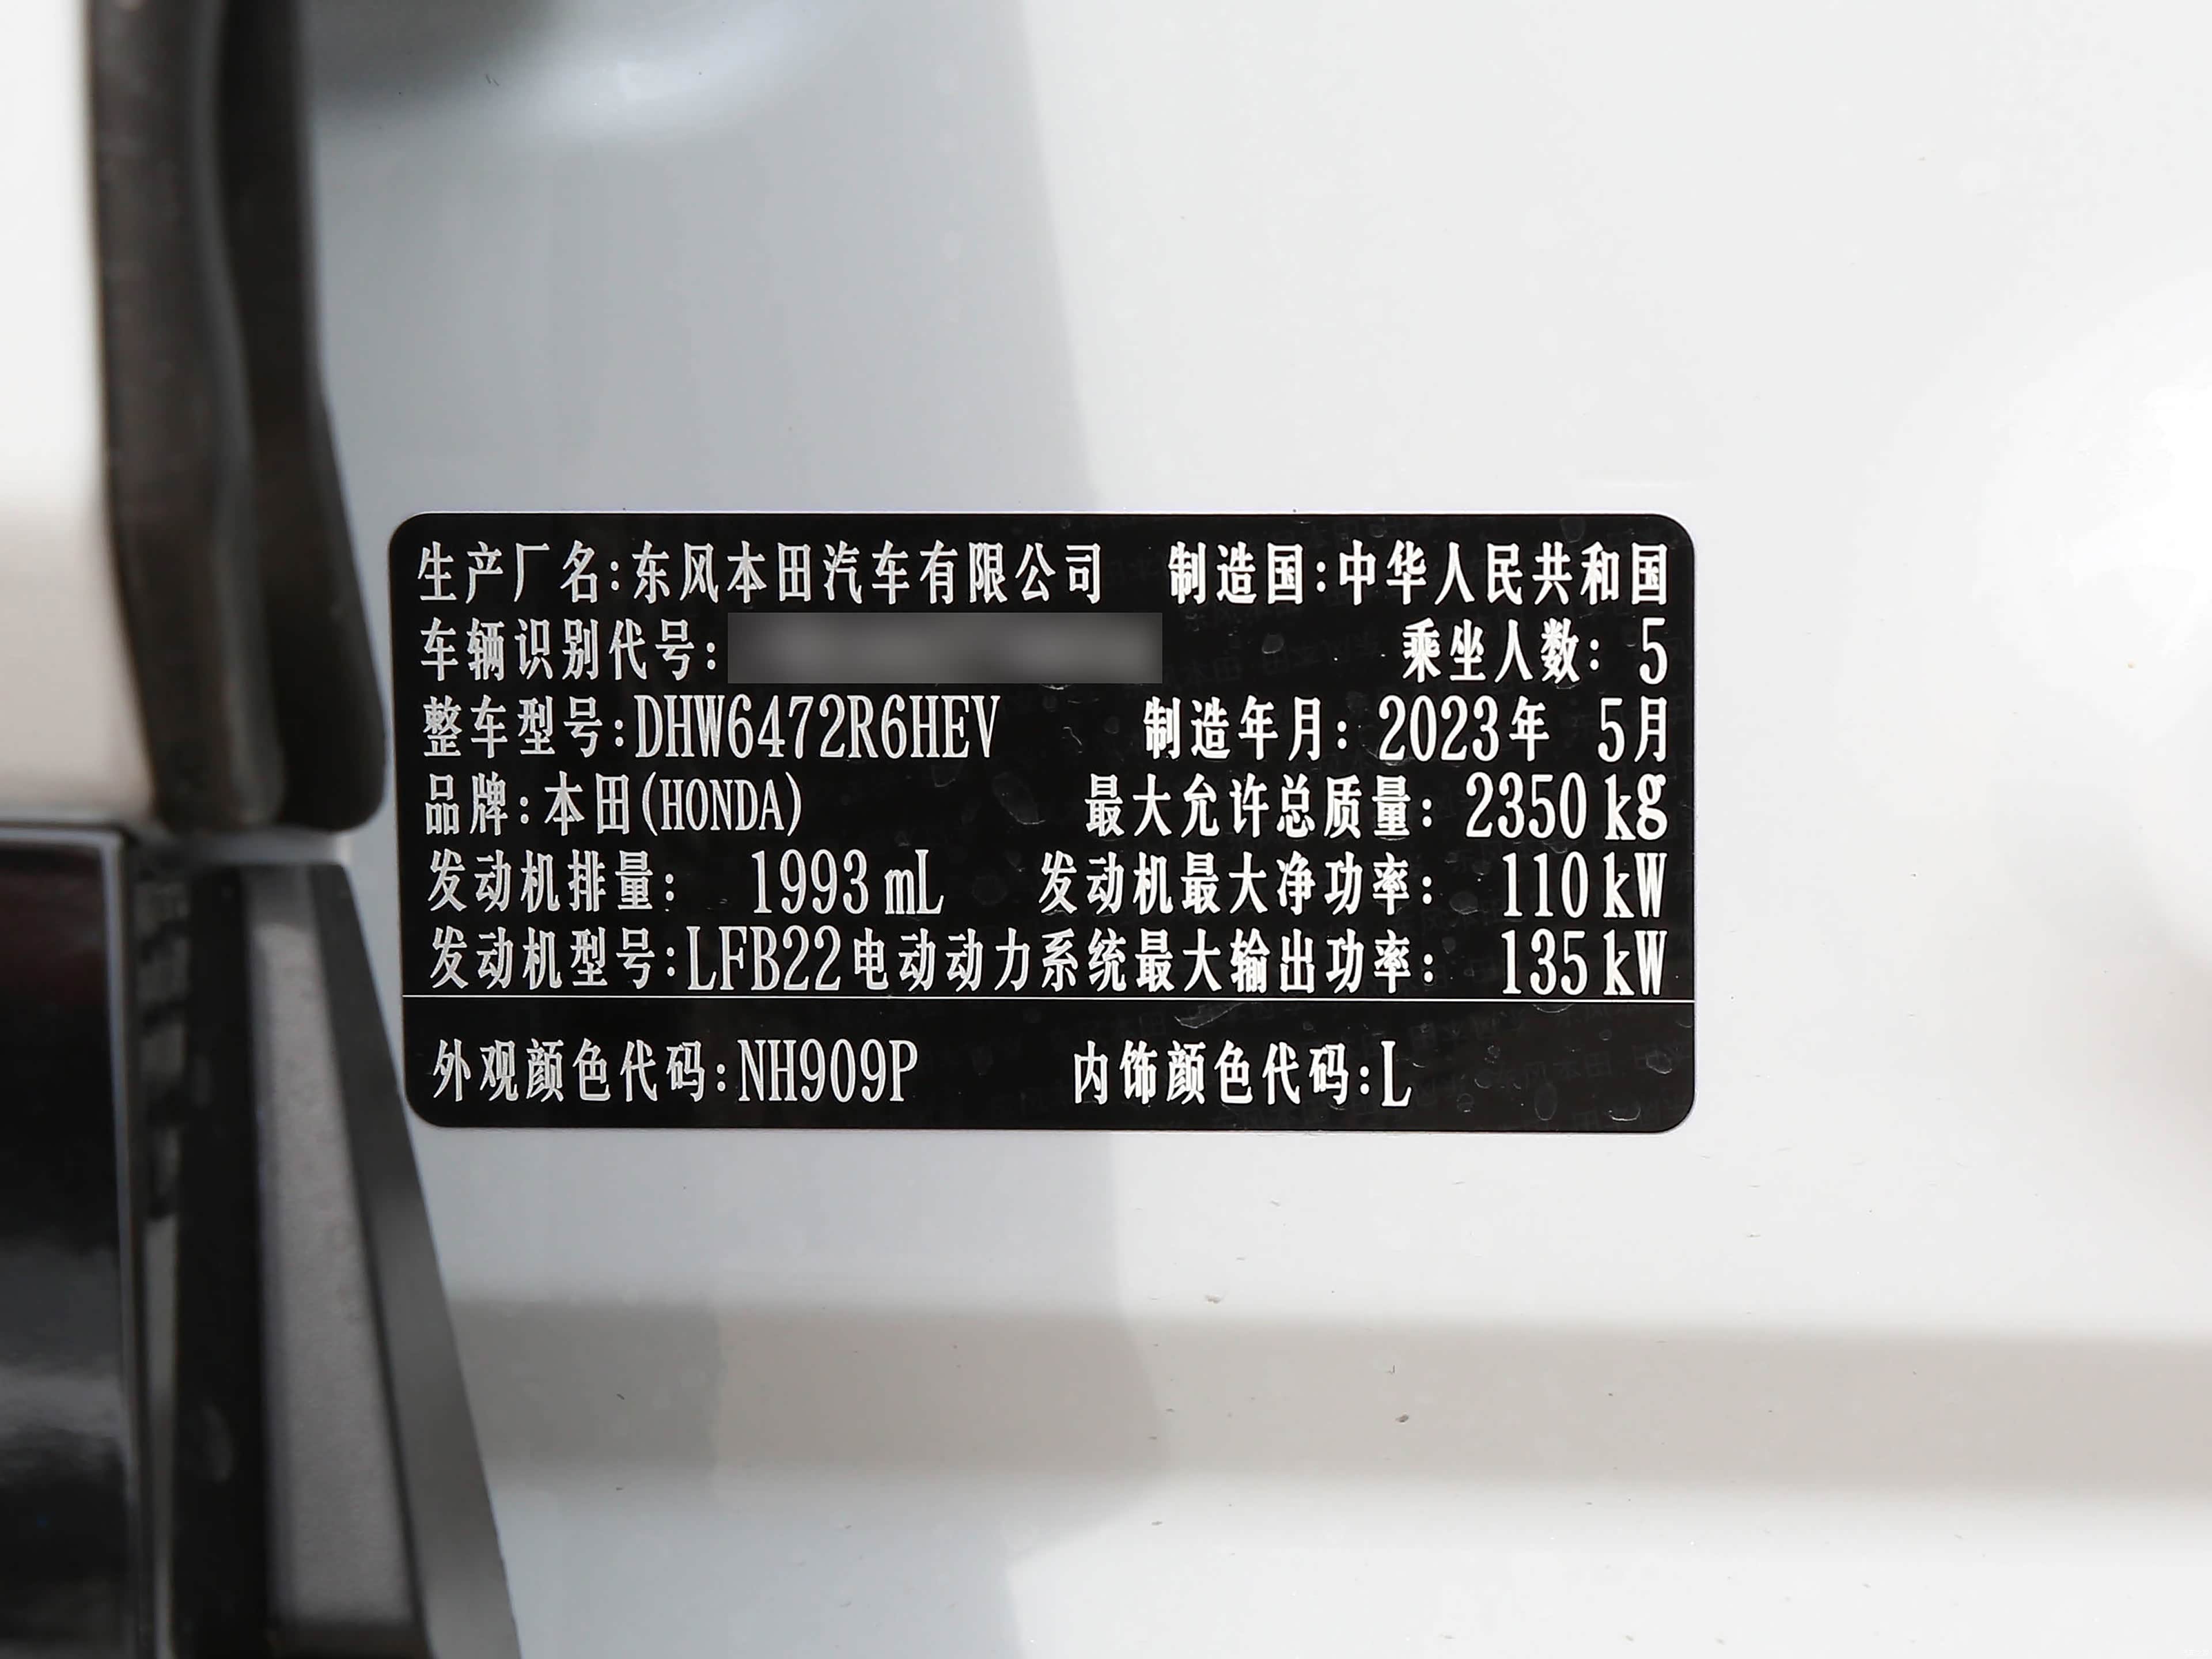 生产厂名:东风本田汽车有限公司 制造国:中华人民共和国
车辆识别代号: 乘坐人数: 5
整车型号:DHW6472R6HEV 制造年月: 2023年 5月
品牌:本田(HONDA) 最大允许总质量: 2350 kg
发动机排量: 1993 mL 发动机最大净功率: 110 kW
发动机型号:LFB22电动动力系统最大输出功率: 135 kW
外观颜色代码:NH909P 内饰颜色代码:L